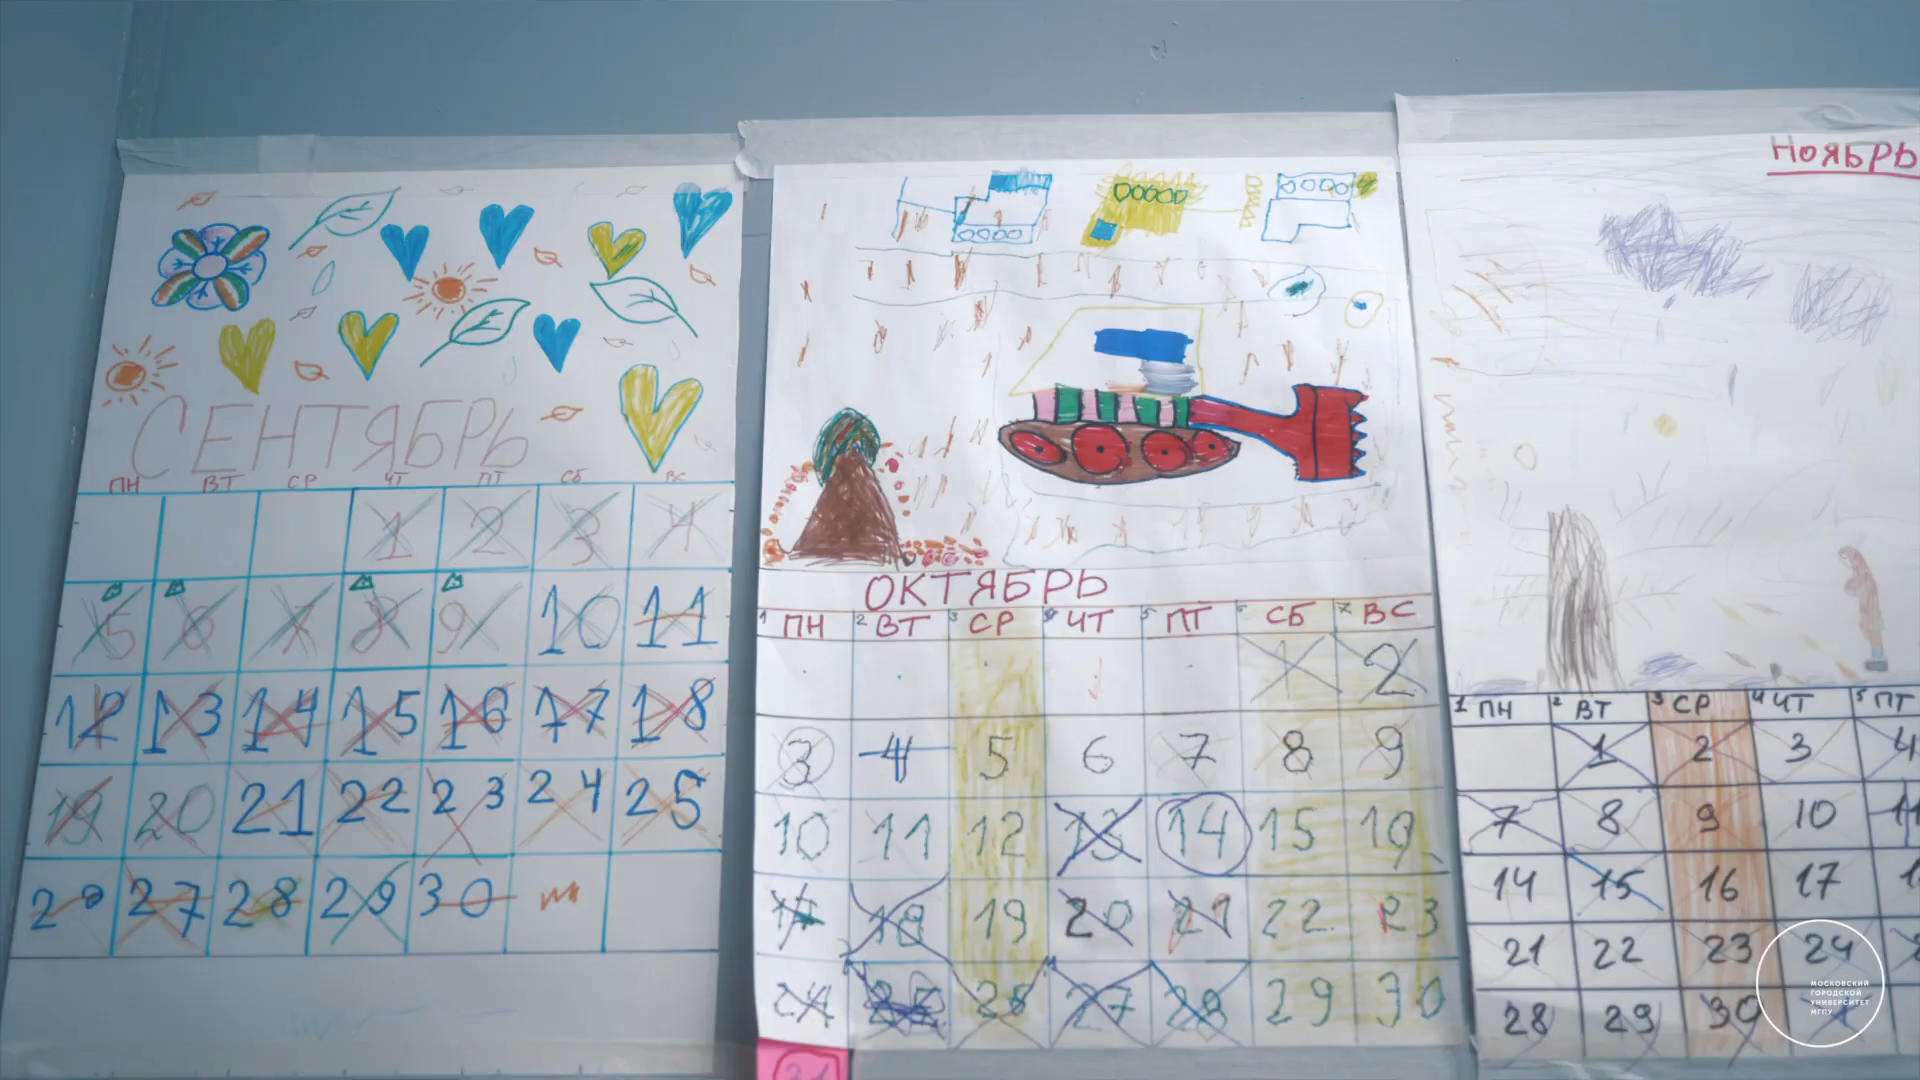 СЕНТЯБРЬ
ПН ВТ СР ЧТ ПТ СБ ВС
1 2 3 4
5 6 7 8 9 10 11
12 13 14 15 16 17 18
19 20 21 22 23 24 25
27 28 29 30
ОКТЯБРЬ
1 ПН 2 ВТ 3 СР 4 ЧТ 5 ПТ 6 СБ 7 ВС
1 2
3 4 5 6 7 8 9
10 11 12 13 14 15 16
17 18 19 20 21 22 23
24 25 26 27 28 29 30
31
Ноябрь
1 ПН 2 ВТ 3 СР 4 ЧТ 5 ПТ
1 2 3 4
7 8 9 10 11
14 15 16 17
21 22 23 24
28 29 30 1
МОСКОВСКИЙ
ГОРОДСКОЙ
УНИВЕРСИТЕТ
МГПУ